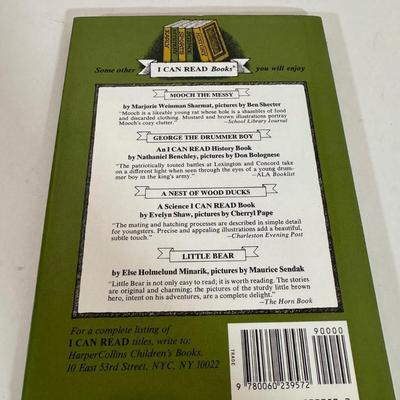 Some other I CAN READ Books® you will enjoy
MOOCH THE MESSY
by Marjorie Weinman Sharmat, pictures by Ben Shecter
"Mooch is a likeable young rat whose hole is a shambles of food
and discarded clothing. Mustard and brown illustrations portray
Mooch's cozy clutter." —School Library Journal
GEORGE THE DRUMMER BOY
An I CAN READ History Book
by Nathaniel Benchley, pictures by Don Bolognese
"The patriotically touted battles at Lexington and Concord take
on a different light when seen through the eyes of a young drum-
mer boy in the king's army." —ALA Booklist
A NEST OF WOOD DUCKS
A Science I CAN READ Book
by Evelyn Shaw, pictures by Cherryl Pape
"The mating and hatching processes are described in simple detail
for youngsters. Precise and appealing illustrations add a beautiful,
subtle touch." —Charleston Evening Post
LITTLE BEAR
by Else Holmelund Minarik, pictures by Maurice Sendak
"Little Bear is not only easy to read; it is worth reading. The stories
are original and charming; the pictures of the sturdy little brown
hero, intent on his adventures, are a complete delight."
—The Horn Book
For a complete listing of
I CAN READ titles, write to:
HarperCollins Children's Books,
10 East 53rd Street, NYC, NY 10022
TRADE
90000
9 780060 239572